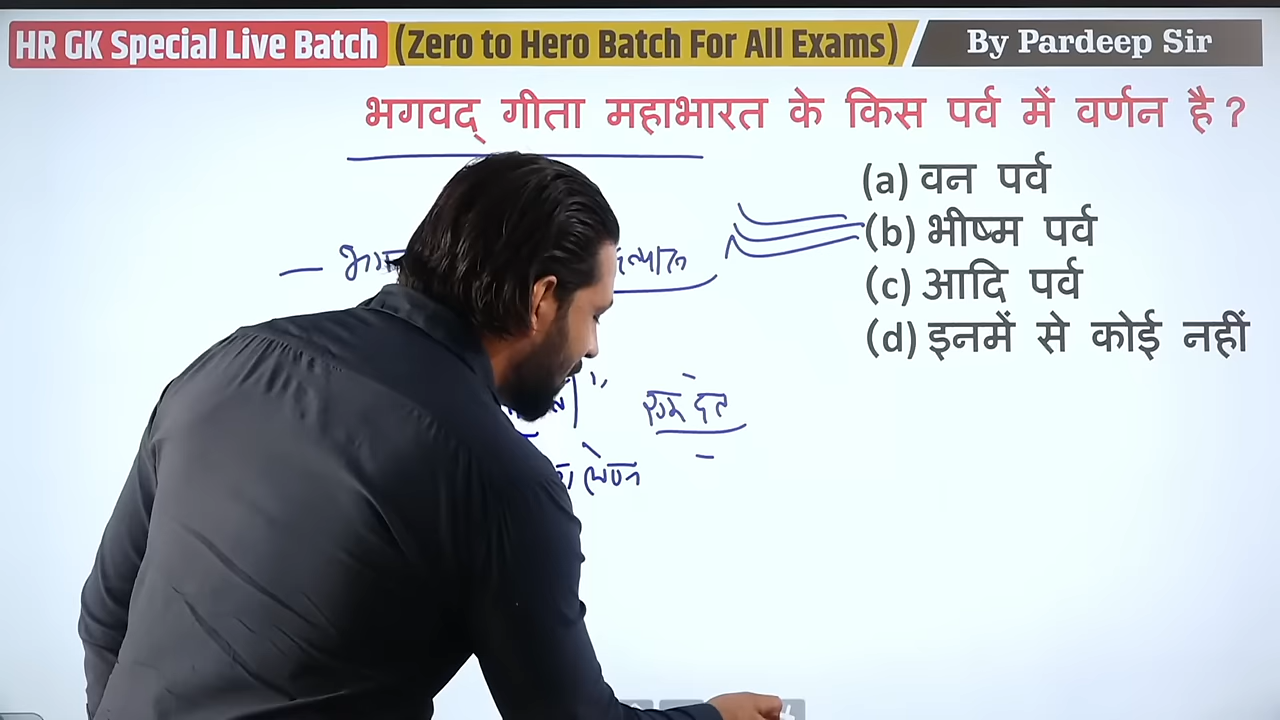 HR GK Special Live Batch (Zero to Hero Batch For All Exams) By Pardeep Sir
भगवद् गीता महाभारत के किस पर्व में वर्णन है ?
(a) वन पर्व
(b) भीष्म पर्व
(c) आदि पर्व
(d) इनमें से कोई नहीं